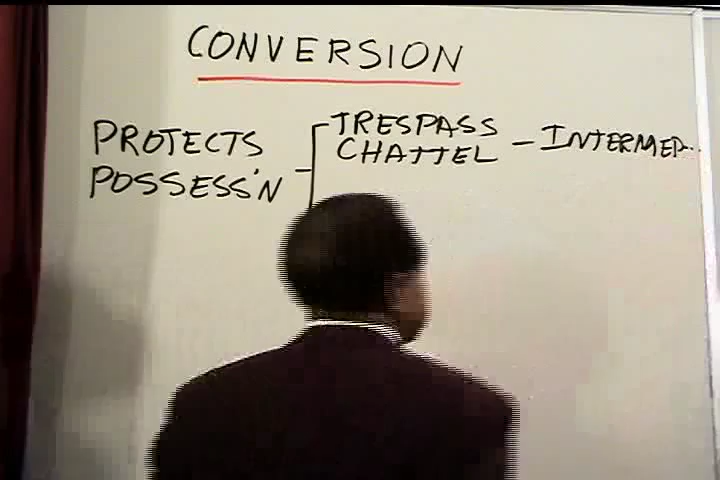 CONVERSION
PROTECTS
POSSESS'N
TRESPASS
CHATTEL - INTERMED..